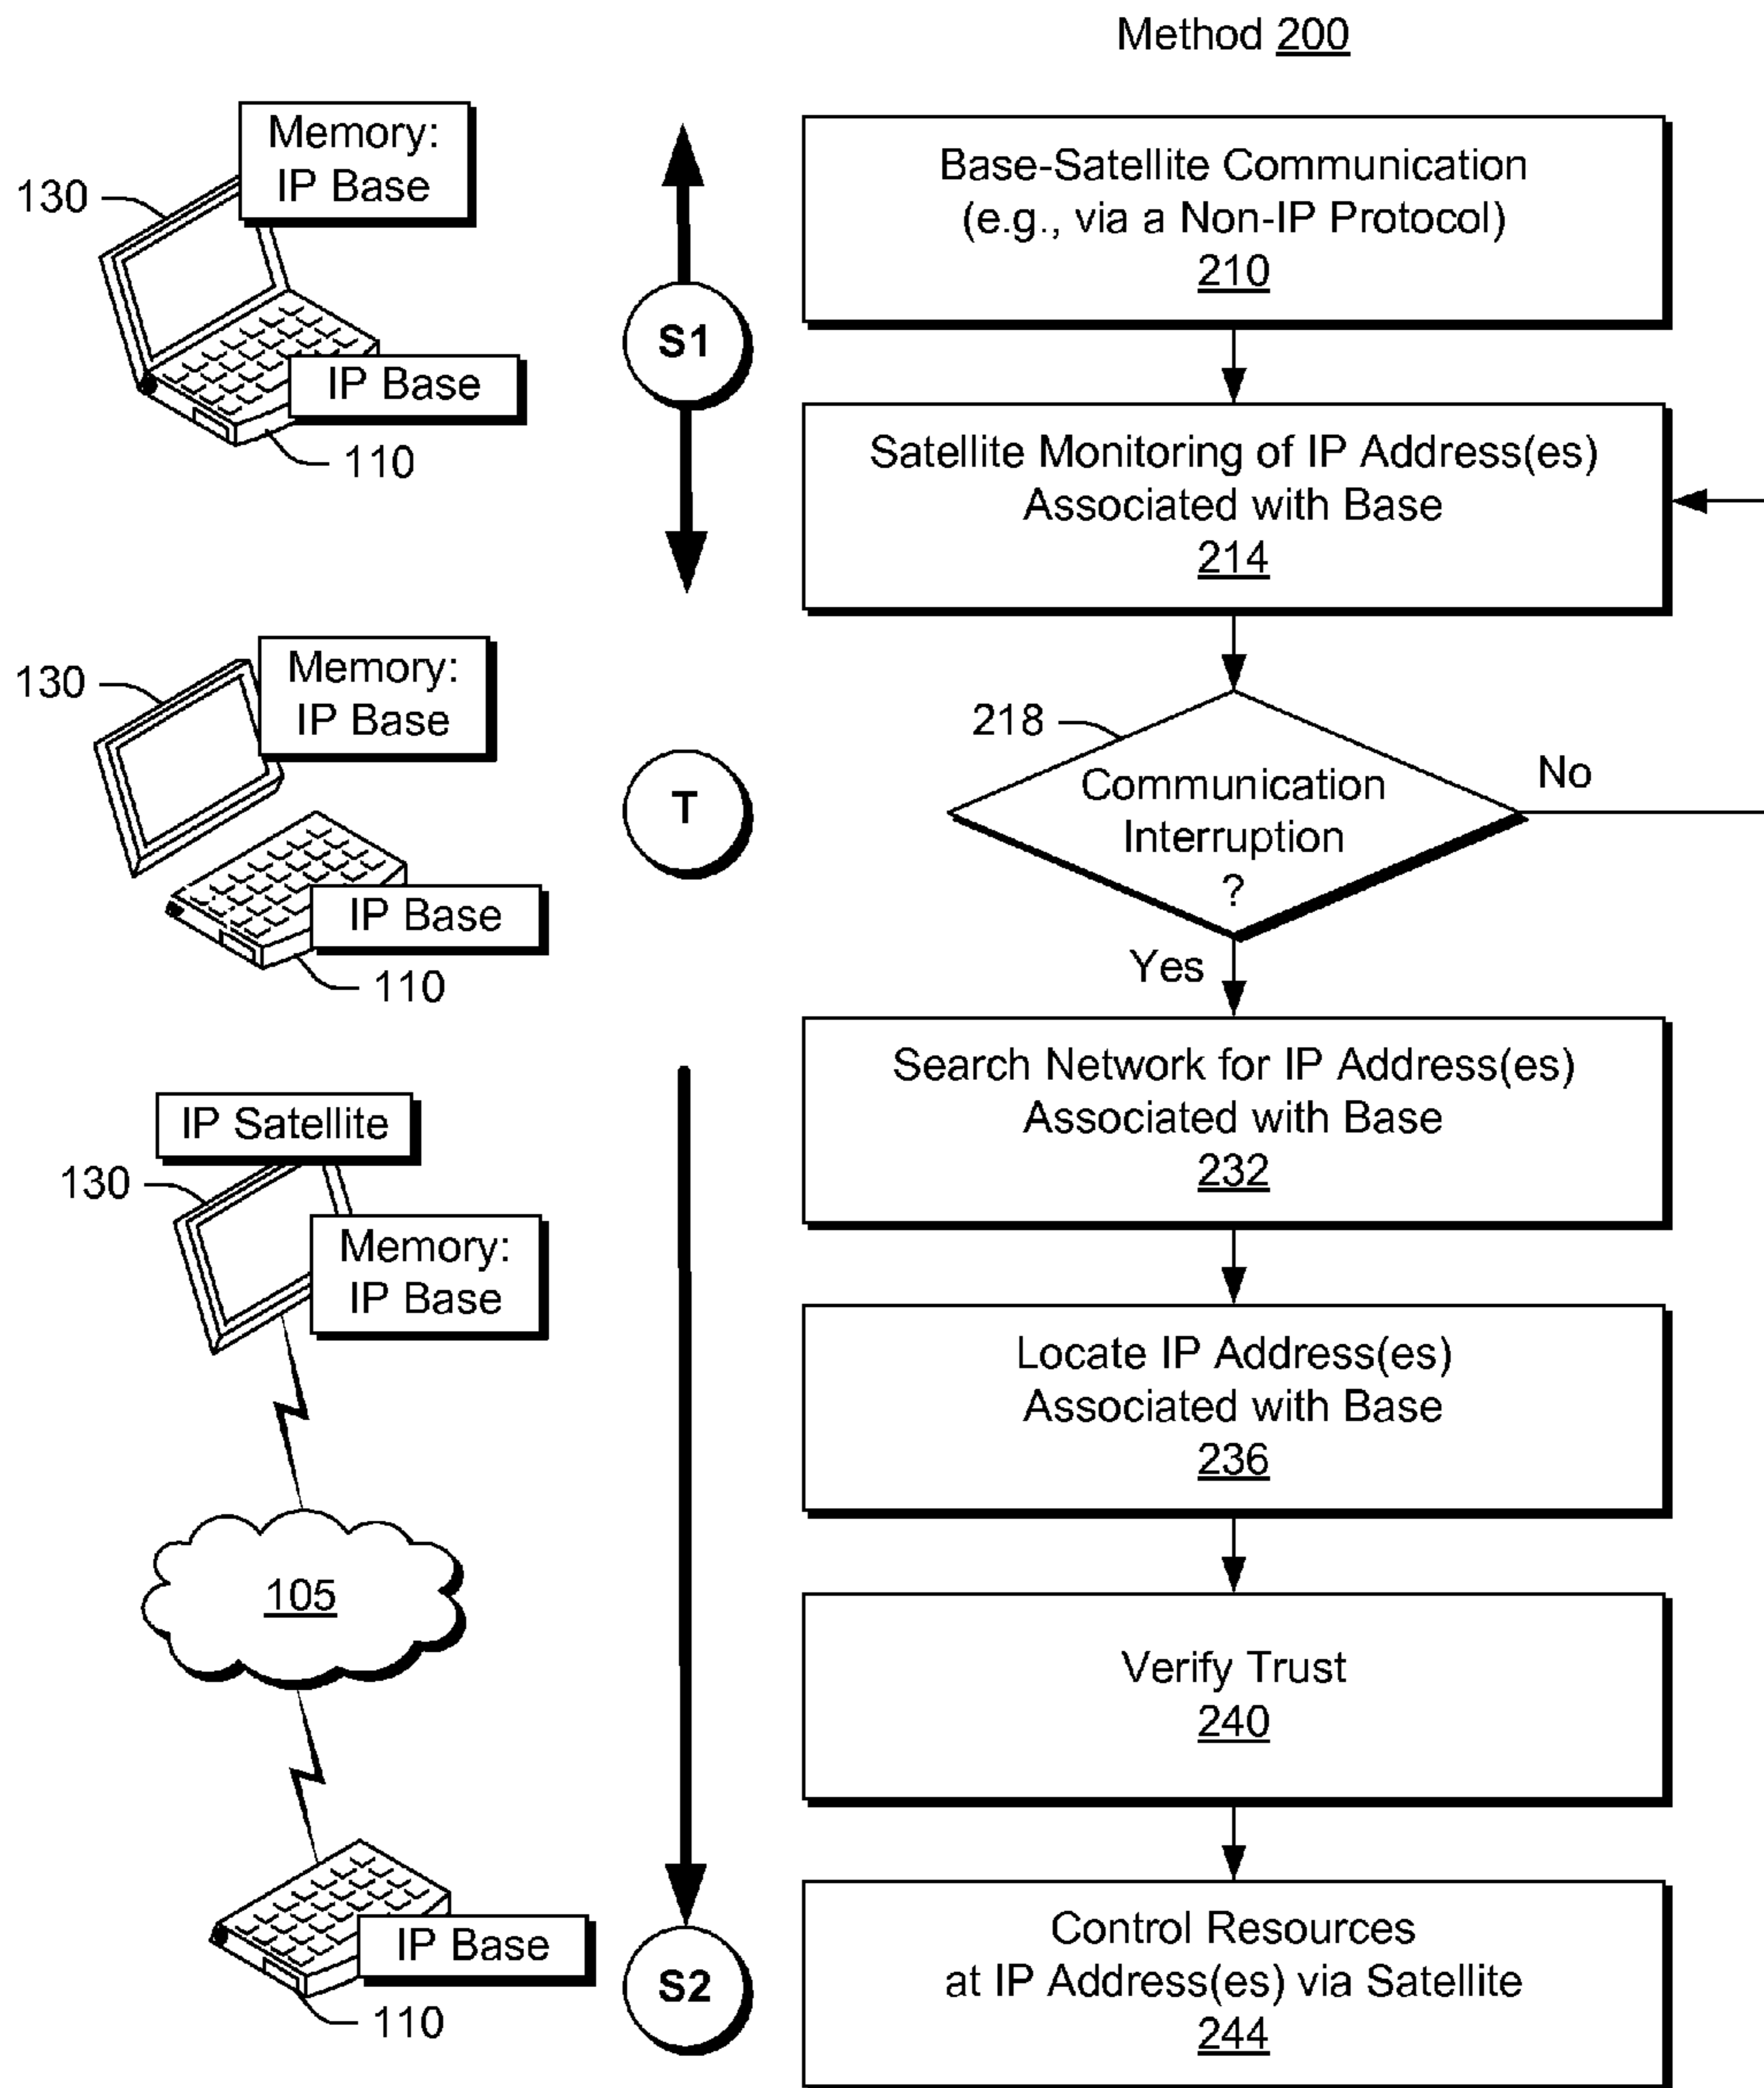 Method 200
Memory:
IP Base
130
IP Base
110
S1
Base-Satellite Communication
(e.g., via a Non-IP Protocol)
210
Satellite Monitoring of IP Address(es)
Associated with Base
214
Memory:
IP Base
130
IP Base
110
T
218
Communication
Interruption
?
No
Yes
IP Satellite
130
Memory:
IP Base
105
IP Base
110
S2
Search Network for IP Address(es)
Associated with Base
232
Locate IP Address(es)
Associated with Base
236
Verify Trust
240
Control Resources
at IP Address(es) via Satellite
244